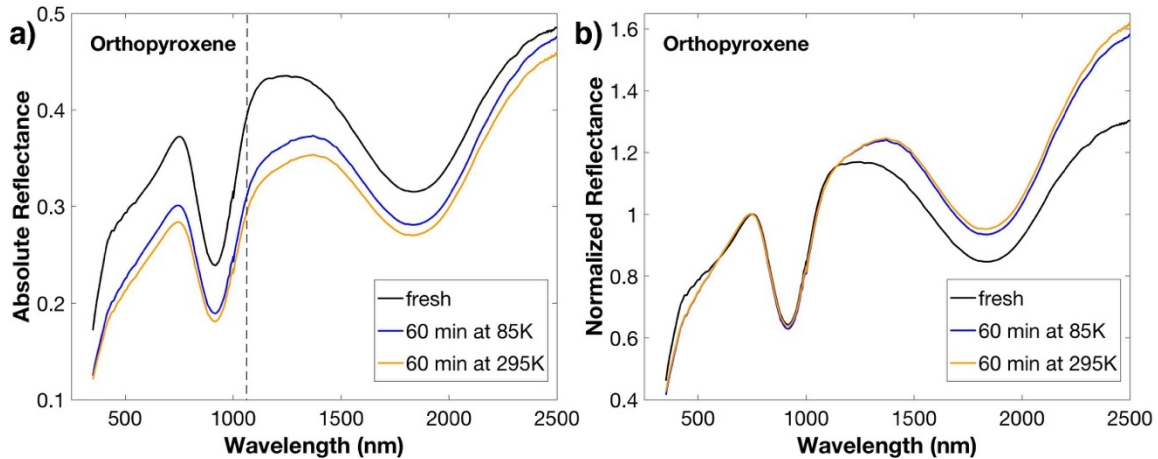 a)
Orthopyroxene
Absolute Reflectance
0.5
0.4
0.3
0.2
0.1
500
1000
1500
2000
2500
Wavelength (nm)
fresh
60 min at 85K
60 min at 295K
b)
Orthopyroxene
Normalized Reflectance
1.6
1.4
1.2
1
0.8
0.6
0.4
500
1000
1500
2000
2500
Wavelength (nm)
fresh
60 min at 85K
60 min at 295K